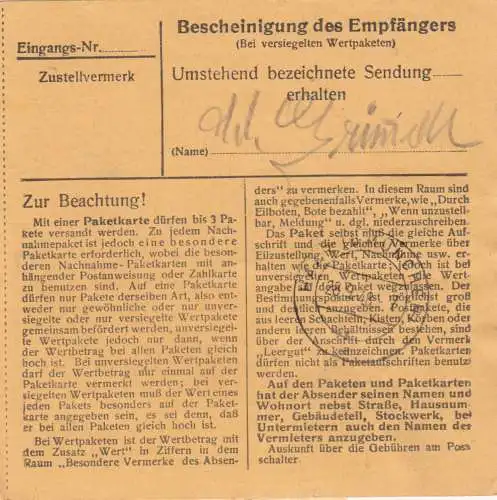 Bescheinigung des Empfängers
(Bei versiegelten Wertpaketen)
Eingangs-Nr.
Zustellvermerk
Umstehend bezeichnete Sendung
erhalten
(Name)
Zur Beachtung!
Mit einer Paketkarte dürfen bis 3 Pa-
kete versandt werden. Zu jedem Nach-
nahmepaket ist jedoch eine besondere
Paketkarte erforderlich, wobei die beson-
deren Nachnahme-Paketkarten mit an-
hängender Postanweisung oder Zahlkarte
zu benutzen sind. Auf eine Paketkarte
dürfen nur Pakete derselben Art, also ent-
weder nur gewöhnliche oder nur unver-
siegelte oder nur versiegelte Wertpakete
gemeinsam befördert werden, unversiegel-
te Wertpakete jedoch nur dann, wenn
der Wertbetrag bei allen Paketen gleich
hoch ist. Bei unversiegelten Wertpaketen
darf der Wertbetrag nur einmal auf der
Paketkarte vermerkt werden; bei ver-
siegelten Wertpaketen muß der Wert eines
jeden Pakets besonders auf der Paket-
karte angegeben sein, es sei denn, daß
er bei allen Paketen gleich hoch ist.
Bei Wertpaketen ist der Wertbetrag mit
dem Zusatz „Wert" in Ziffern in dem
Raum „Besondere Vermerke des Absen-
ders" zu vermerken. In diesem Raum sind
auch gegebenenfalls Vermerke, wie „Durch
Eilboten, Bote bezahlt", „Wenn unzustell-
bar, Meldung" u. dgl. niederzuschreiben.
Das Paket selbst muß die gleiche Auf-
schrift und die gleichen Vermerke über
Eilzustellung, Wert, Nachnahme usw. er-
halten wie die Paketkarte; jedoch ist bei
unversiegelten Wertpaketen die Wert-
angabe auf dem Paket wegzulassen. Der
Bestimmungspostort ist möglichst groß
und deutlich anzugeben. Postpakete, die
aus leeren Schachteln, Kisten, Körben oder
andern leeren Behältnissen bestehen, sind
über der Anschrift durch den Vermerk
„Leergut" zu kennzeichnen. Paketkarten
dürfen nicht als Paketaufschriften benutzt
werden.
Auf den Paketen und Paketkarten
hat der Absender seinen Namen und
Wohnort nebst Straße, Hausnum-
mer, Gebäudeteil, Stockwerk, bei
Untermietern auch den Namen des
Vermieters anzugeben.
Auskunft über die Gebühren am Post
schalter.